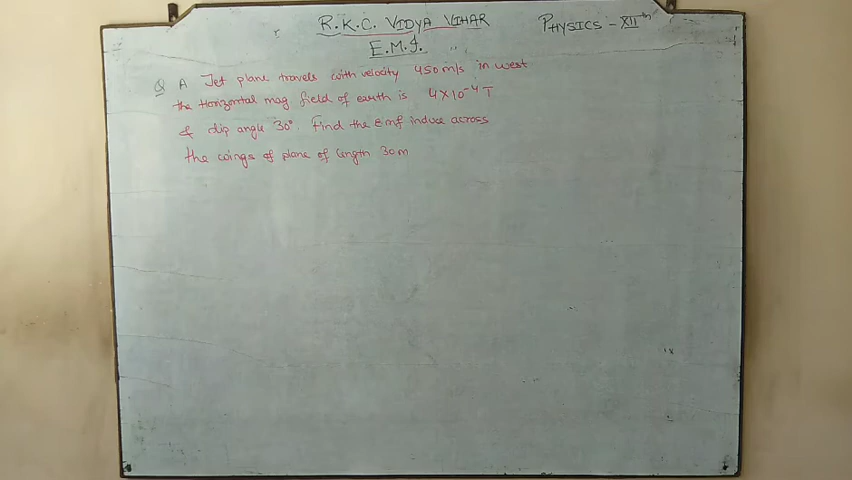 R.K.C. VIDYA VIHAR
PHYSICS - XIIth
E.M.I.
Q A Jet plane travels with velocity 450 m/s in west
the Horizontal mag field of earth is 4×10⁻⁴ T
& dip angle 30°. Find the Emf induce across
the wings of plane of length 30 m